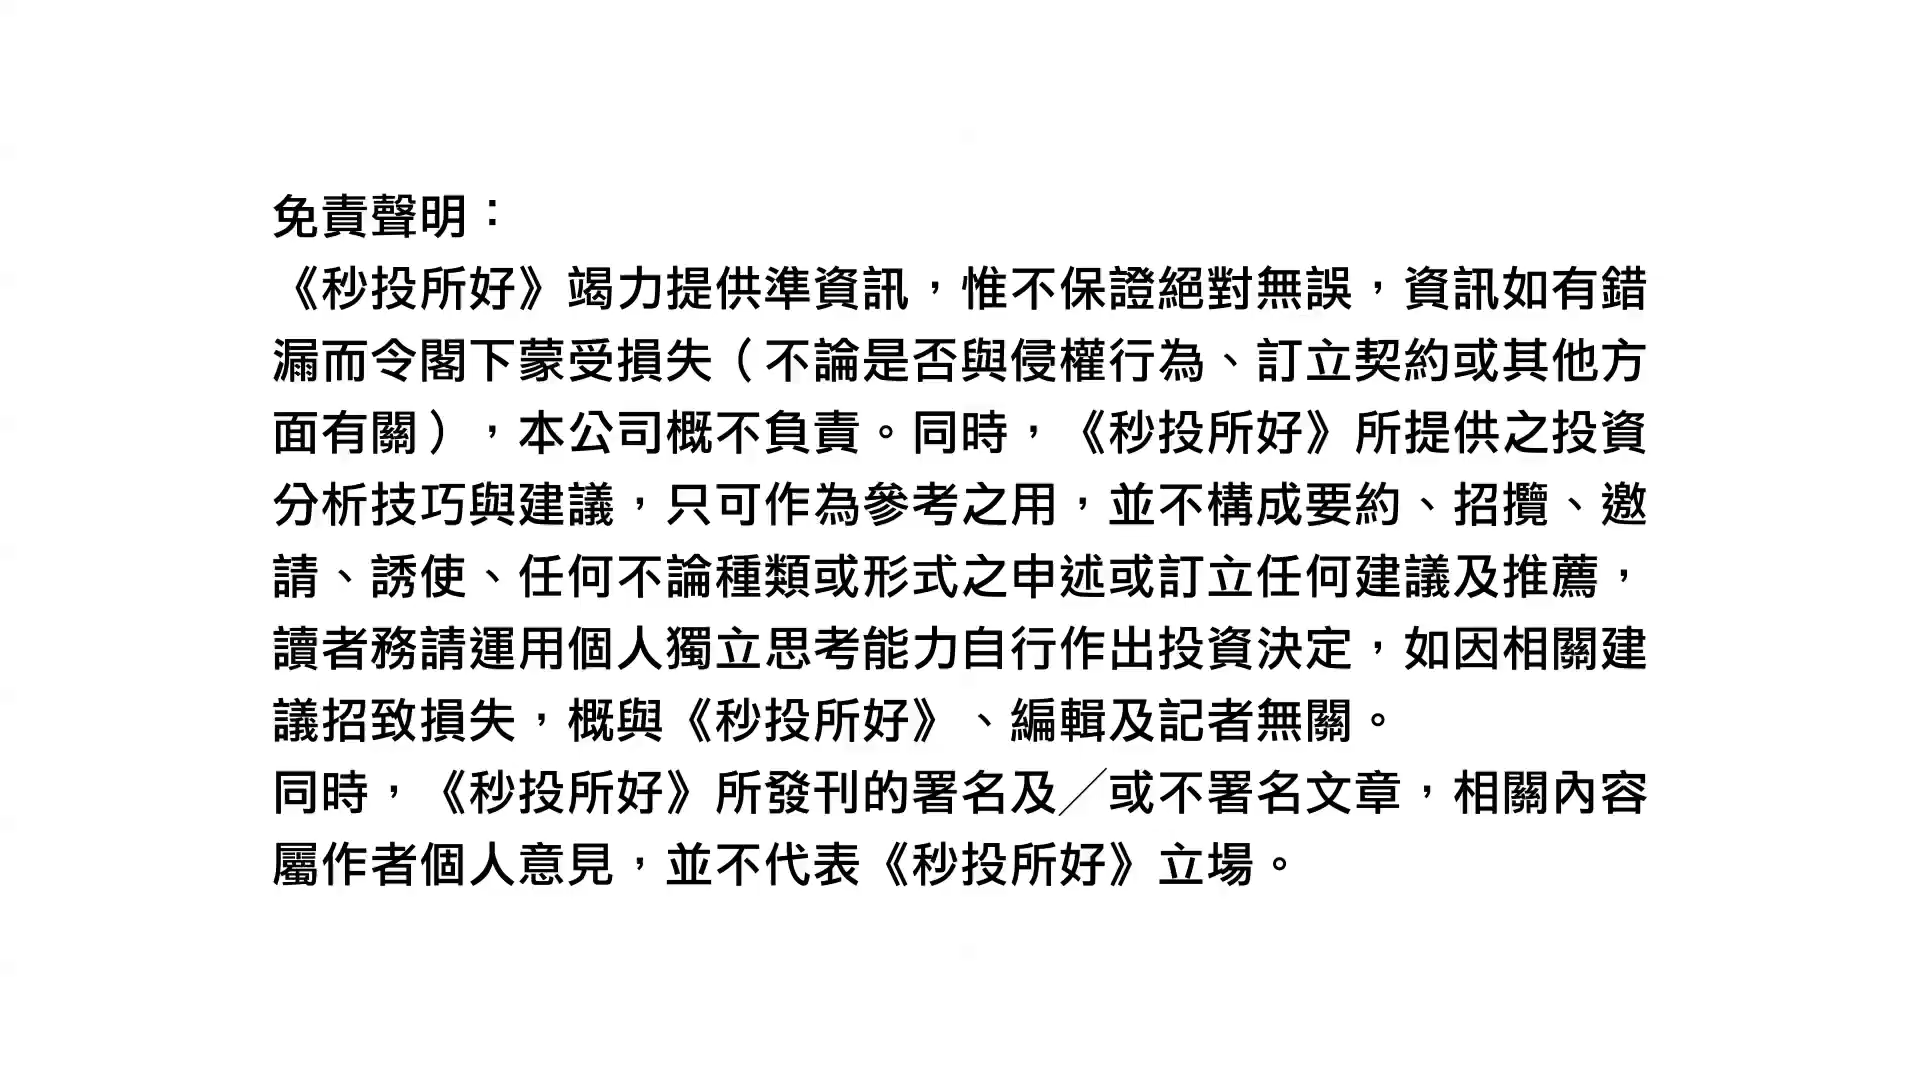 免責聲明：
《秒投所好》竭力提供準資訊，惟不保證絕對無誤，資訊如有錯
漏而令閣下蒙受損失（不論是否與侵權行為、訂立契約或其他方
面有關），本公司概不負責。同時，《秒投所好》所提供之投資
分析技巧與建議，只可作為參考之用，並不構成要約、招攬、邀
請、誘使、任何不論種類或形式之申述或訂立任何建議及推薦，
讀者務請運用個人獨立思考能力自行作出投資決定，如因相關建
議招致損失，概與《秒投所好》、編輯及記者無關。
同時，《秒投所好》所發刊的署名及／或不署名文章，相關內容
屬作者個人意見，並不代表《秒投所好》立場。